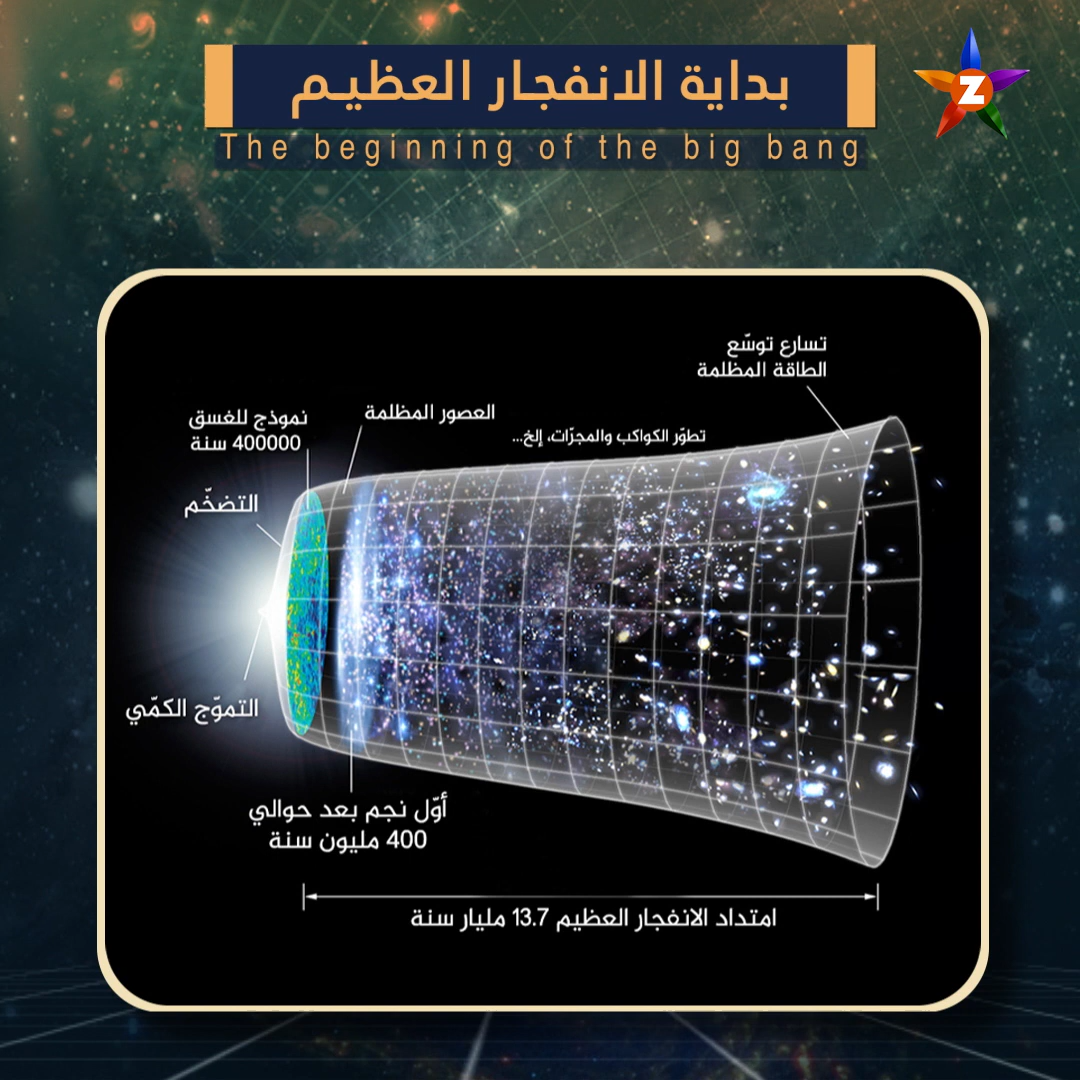 بداية الانفجار العظيم
The beginning of the big bang
Z
تسارع توسّع
الطاقة المظلمة
العصور المظلمة
تطوّر الكواكب والمجرّات، إلخ...
نموذج للغسق
400000 سنة
التضخّم
التموّج الكمّي
أوّل نجم بعد حوالي
400 مليون سنة
امتداد الانفجار العظيم 13.7 مليار سنة